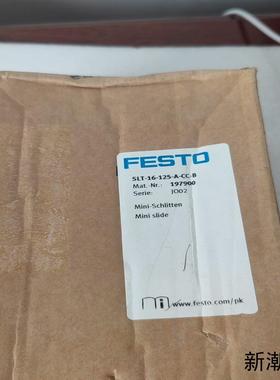 FESTO
SLT-16-125-A-CC-B
Mat.-Nr.: 197900
Serie: J002
Mini-Schlitten
Mini slide
www.festo.com/pk
新潮